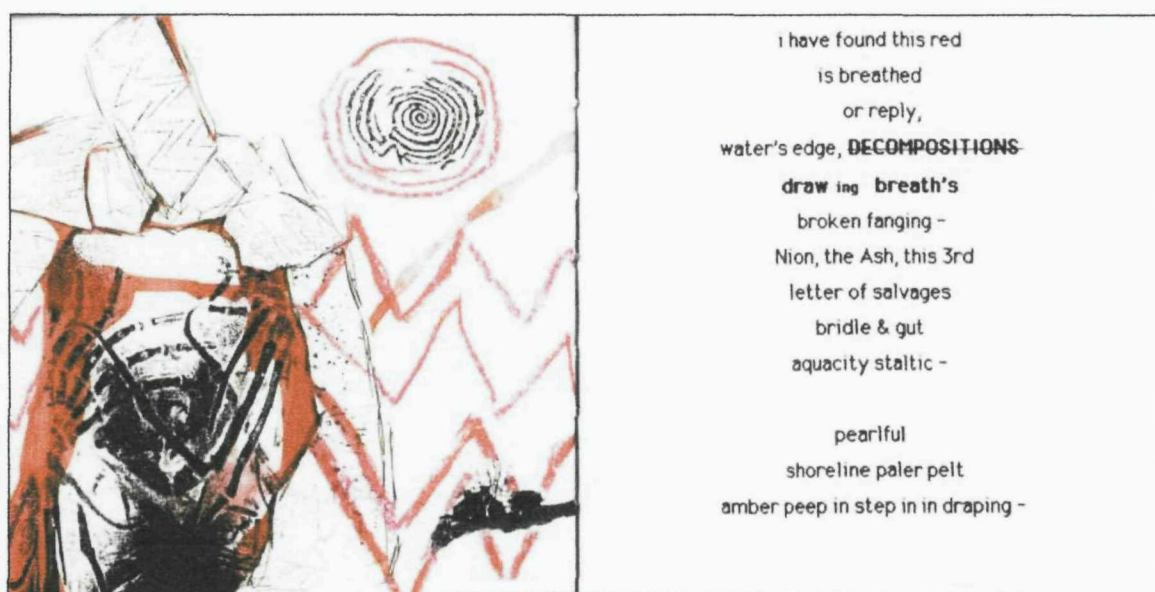 i have found this red
is breathed
or reply,
water's edge, DECOMPOSITIONS
draw ing breath's
broken fanging -
Nion, the Ash, this 3rd
letter of salvages
bridle & gut
aquacity staltic -
pearlful
shoreline paler pelt
amber peep in step in in draping -